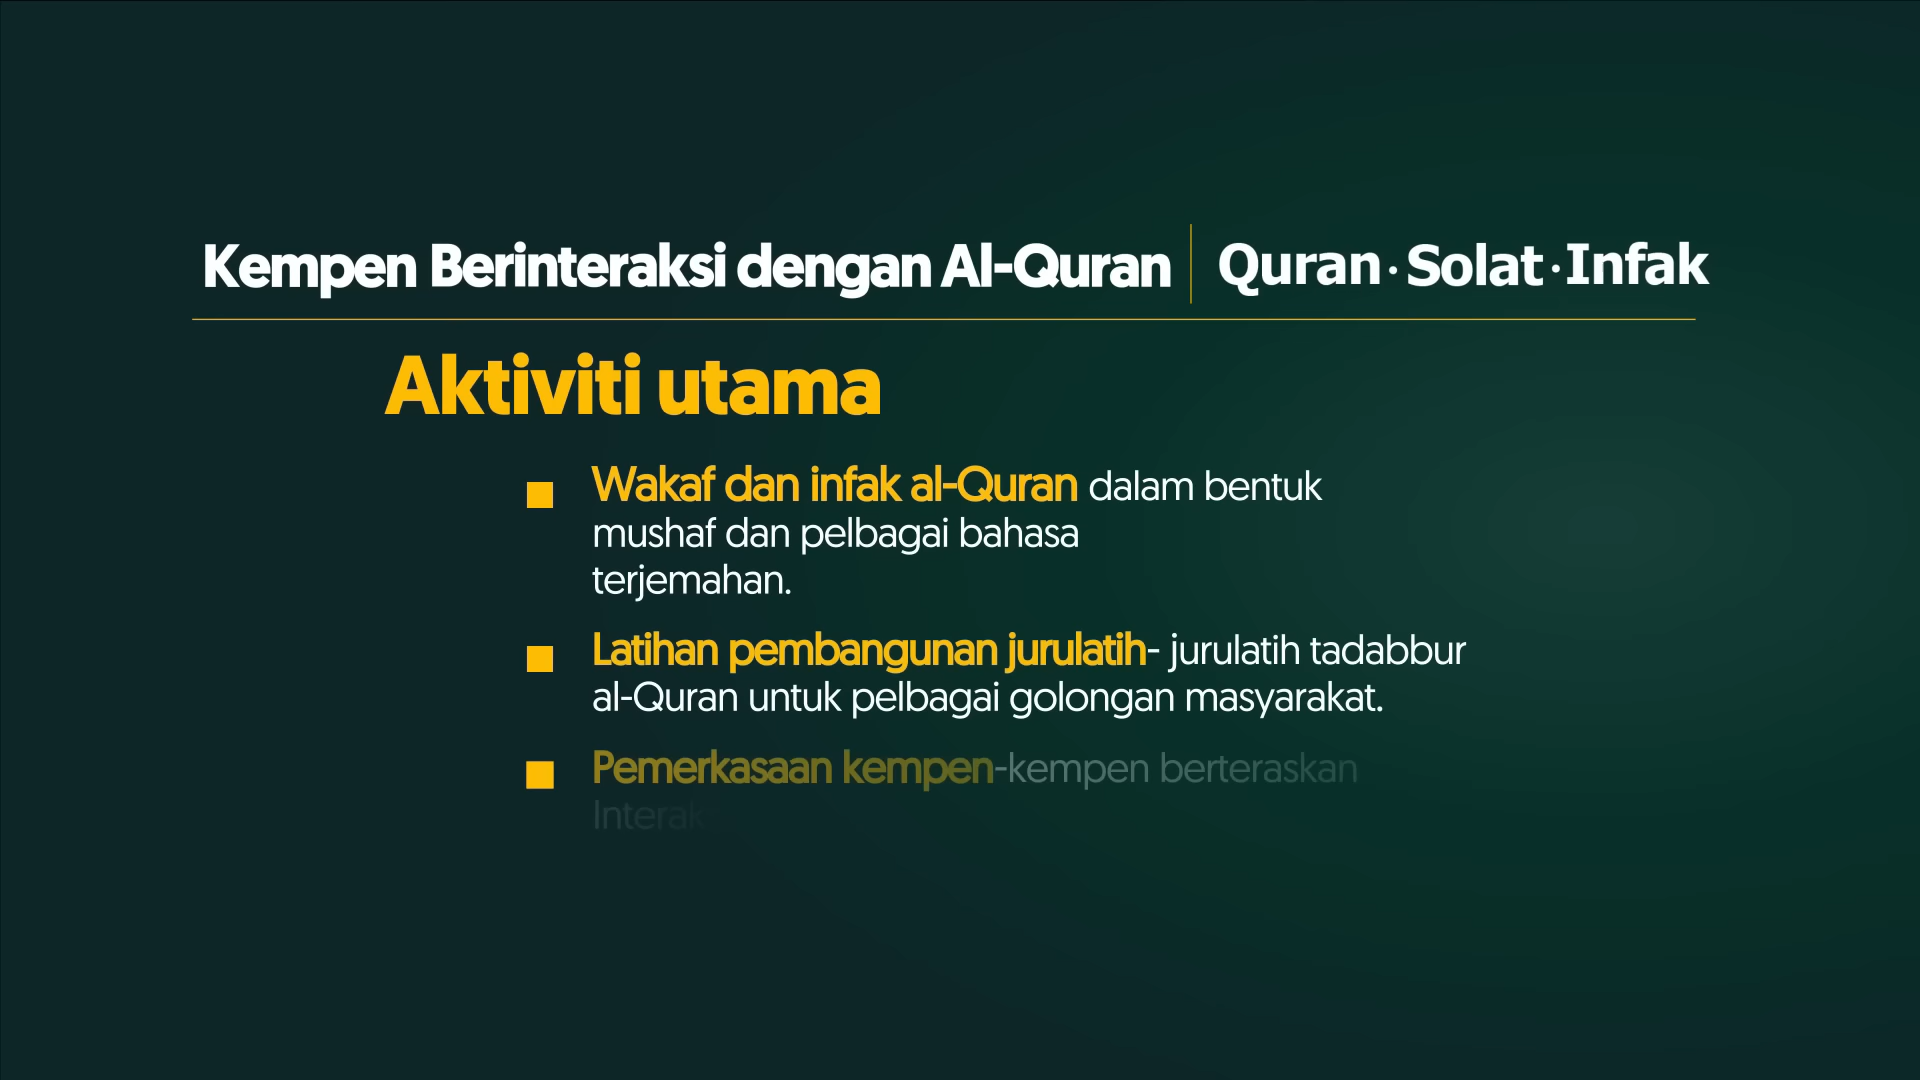 Kempen Berinteraksi dengan Al-Quran Quran · Solat · Infak
Aktiviti utama
Wakaf dan infak al-Quran dalam bentuk
mushaf dan pelbagai bahasa
terjemahan.
Latihan pembangunan jurulatih- jurulatih tadabbur
al-Quran untuk pelbagai golongan masyarakat.
Pemerkasaan kempen-kempen berteraskan